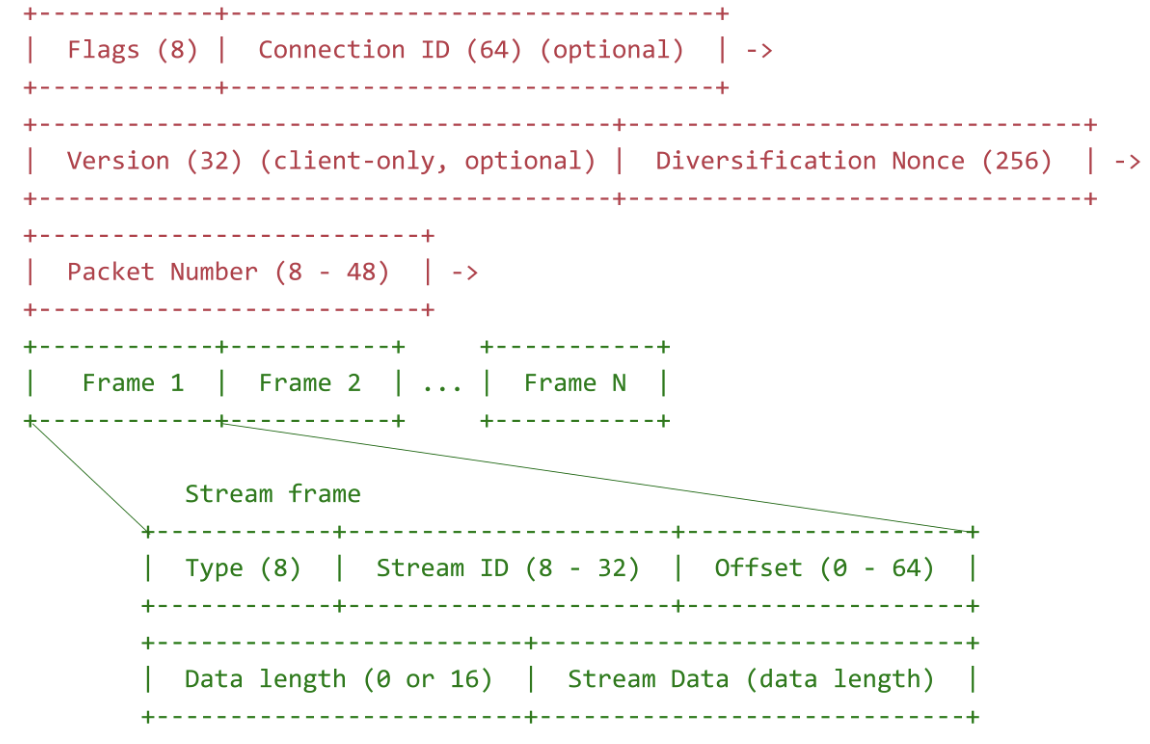 +------------+---------------------------------+
|  Flags (8) |  Connection ID (64) (optional)  | ->
+------------+---------------------------------+
+---------------------------------------+-------------------------------+
|  Version (32) (client-only, optional) |  Diversification Nonce (256)  | ->
+---------------------------------------+-------------------------------+
+--------------------------+
|  Packet Number (8 - 48)  | ->
+--------------------------+
+------------+-----------+     +-----------+
|   Frame 1  |  Frame 2  | ... |  Frame N  |
+------------+-----------+     +-----------+
Stream frame
+------------+----------------------+-------------------+
|  Type (8)  |  Stream ID (8 - 32)  |  Offset (0 - 64)  |
+------------+----------------------+-------------------+
+-------------------------+-----------------------------+
|  Data length (0 or 16)  |  Stream Data (data length)  |
+-------------------------+-----------------------------+